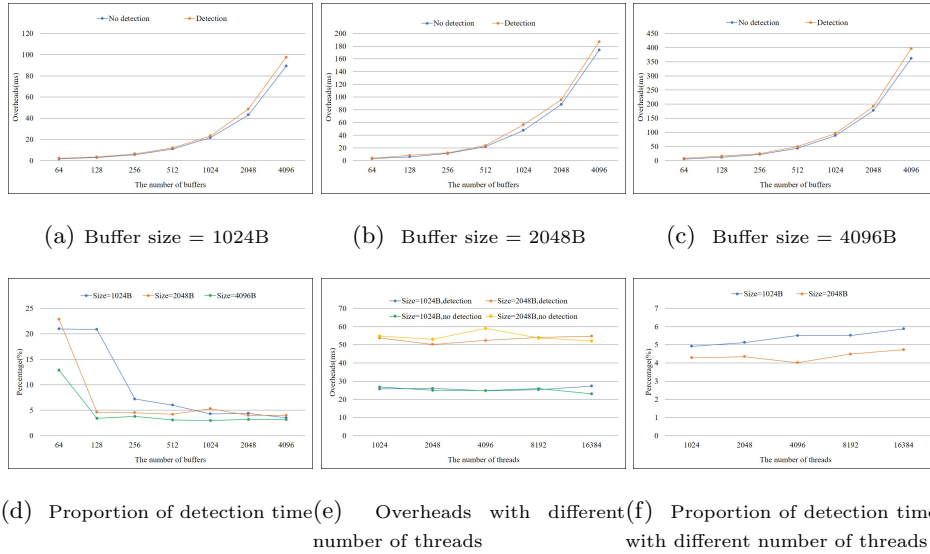 No detection Detection
120
100
80
60
40
20
0
Overheads(ms)
64 128 256 512 1024 2048 4096
The number of buffers
(a) Buffer size = 1024B
No detection Detection
200
180
160
140
120
100
80
60
40
20
0
Overheads(ms)
64 128 256 512 1024 2048 4096
The number of buffers
(b) Buffer size = 2048B
No detection Detection
450
400
350
300
250
200
150
100
50
0
Overheads(ms)
64 128 256 512 1024 2048 4096
The number of buffers
(c) Buffer size = 4096B
Size=1024B Size=2048B Size=4096B
25
20
15
10
5
0
Percentage(%)
64 128 256 512 1024 2048 4096
The number of buffers
(d) Proportion of detection time
Size=1024B,detection Size=2048B,detection
Size=1024B,no detection Size=2048B,no detection
70
60
50
40
30
20
10
0
Overheads(ms)
1024 2048 4096 8192 16384
The number of threads
(e) Overheads with different
number of threads
Size=1024B Size=2048B
7
6
5
4
3
2
1
0
Percentage(%)
1024 2048 4096 8192 16384
The number of threads
(f) Proportion of detection time
with different number of threads